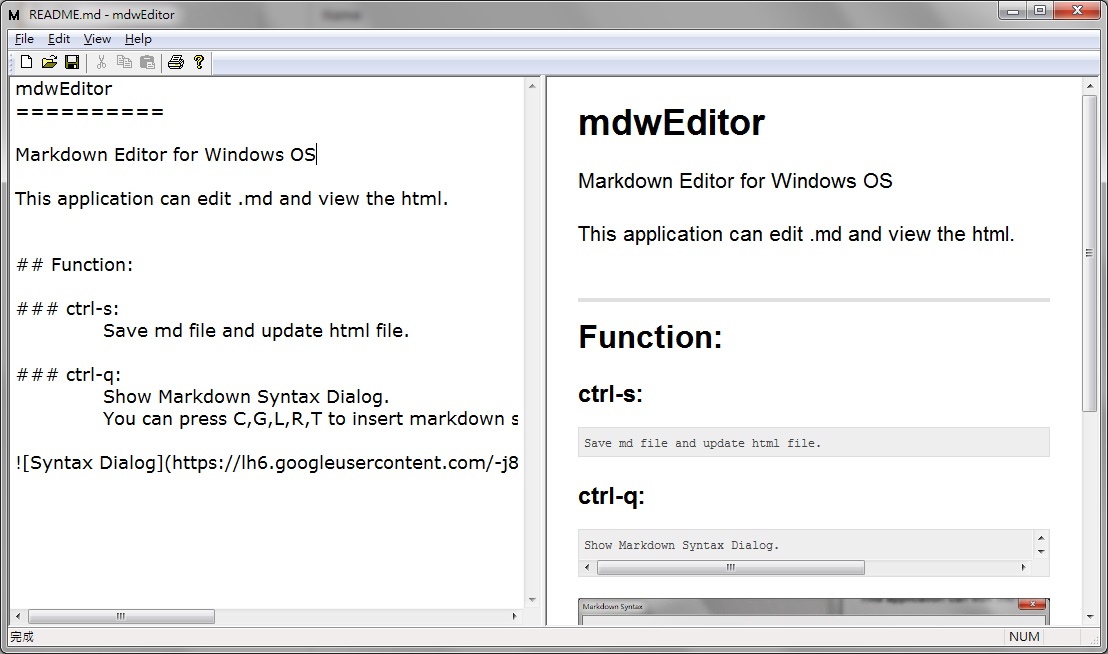 README.md - mdwEditor
File Edit View Help
mdwEditor
==========
Markdown Editor for Windows OS
This application can edit .md and view the html.
## Function:
### ctrl-s:
Save md file and update html file.
### ctrl-q:
Show Markdown Syntax Dialog.
You can press C,G,L,R,T to insert markdown s
![Syntax Dialog](https://lh6.googleusercontent.com/-j8
mdwEditor
Markdown Editor for Windows OS
This application can edit .md and view the html.
Function:
ctrl-s:
Save md file and update html file.
ctrl-q:
Show Markdown Syntax Dialog.
Markdown Syntax
完成
NUM